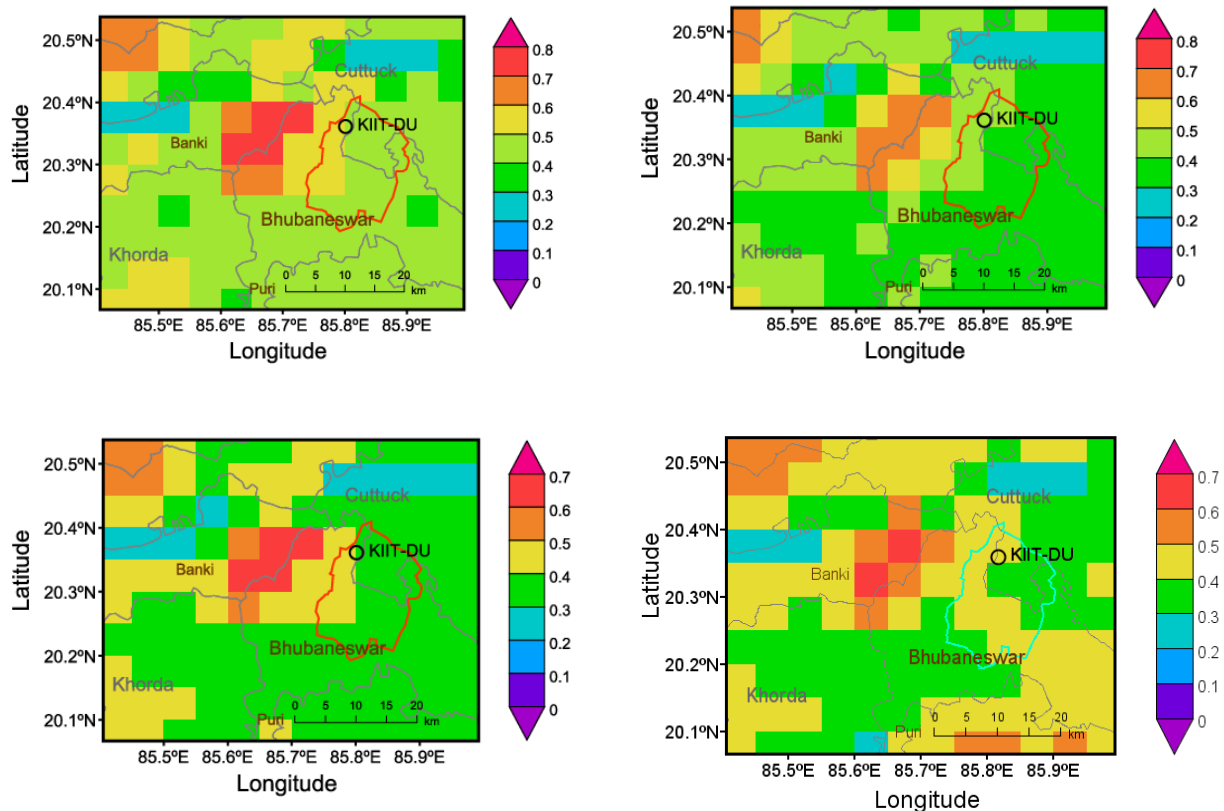 20.5ºN
20.4ºN
20.3ºN
20.2ºN
20.1ºN
Latitude
Cuttuck
KIIT-DU
Banki
Bhubaneswar
Khorda
Puri
0 5 10 15 20
km
85.5ºE 85.6ºE 85.7ºE 85.8ºE 85.9ºE
Longitude
0.8
0.7
0.6
0.5
0.4
0.3
0.2
0.1
0
20.5ºN
20.4ºN
20.3ºN
20.2ºN
20.1ºN
Latitude
Cuttuck
KIIT-DU
Banki
Bhubaneswar
Khorda
Puri
0 5 10 15 20
km
85.5ºE 85.6ºE 85.7ºE 85.8ºE 85.9ºE
Longitude
0.8
0.7
0.6
0.5
0.4
0.3
0.2
0.1
0
20.5ºN
20.4ºN
20.3ºN
20.2ºN
20.1ºN
Latitude
Cuttuck
KIIT-DU
Banki
Bhubaneswar
Khorda
Puri
0 5 10 15 20
km
85.5ºE 85.6ºE 85.7ºE 85.8ºE 85.9ºE
Longitude
0.7
0.6
0.5
0.4
0.3
0.2
0.1
0
20.5ºN
20.4ºN
20.3ºN
20.2ºN
20.1ºN
Latitude
Cuttuck
KIIT-DU
Banki
Bhubaneswar
Khorda
Puri
0 5 10 15 20
km
85.5ºE 85.6ºE 85.7ºE 85.8ºE 85.9ºE
Longitude
0.7
0.6
0.5
0.4
0.3
0.2
0.1
0